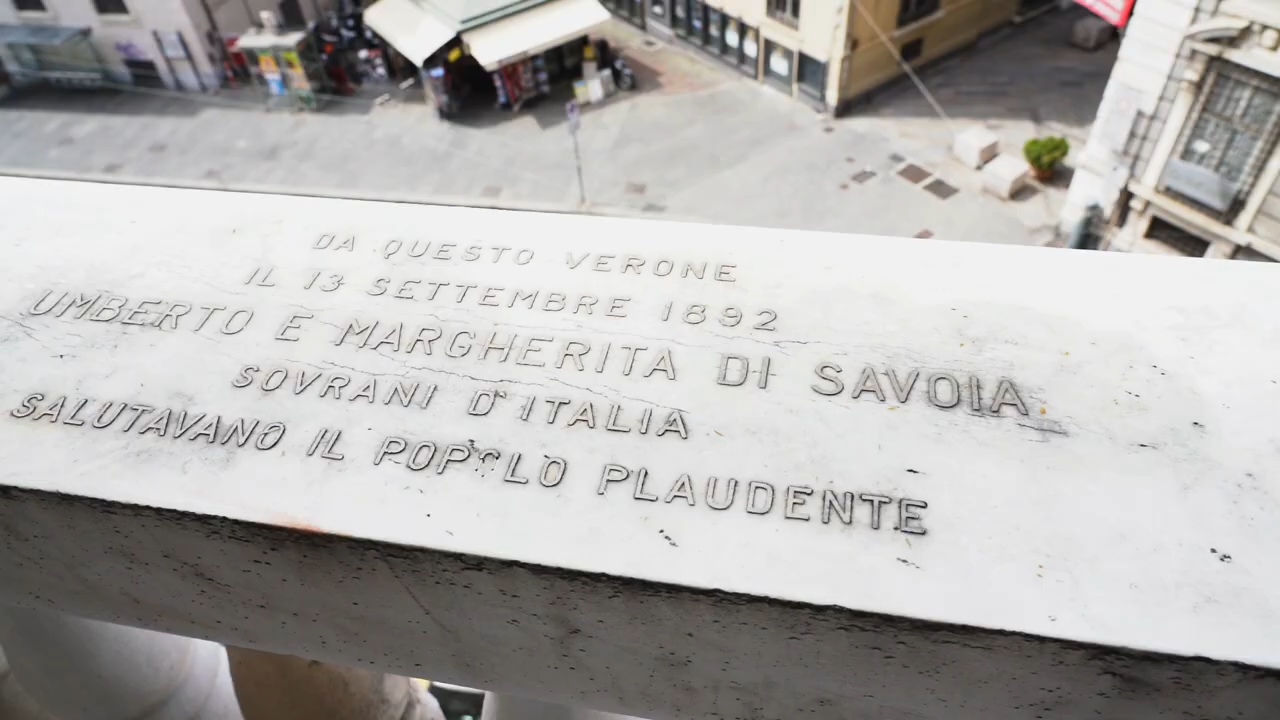 DA QUESTO VERONE
IL 13 SETTEMBRE 1892
UMBERTO E MARGHERITA DI SAVOIA
SOVRANI D'ITALIA
SALUTAVANO IL POPOLO PLAUDENTE